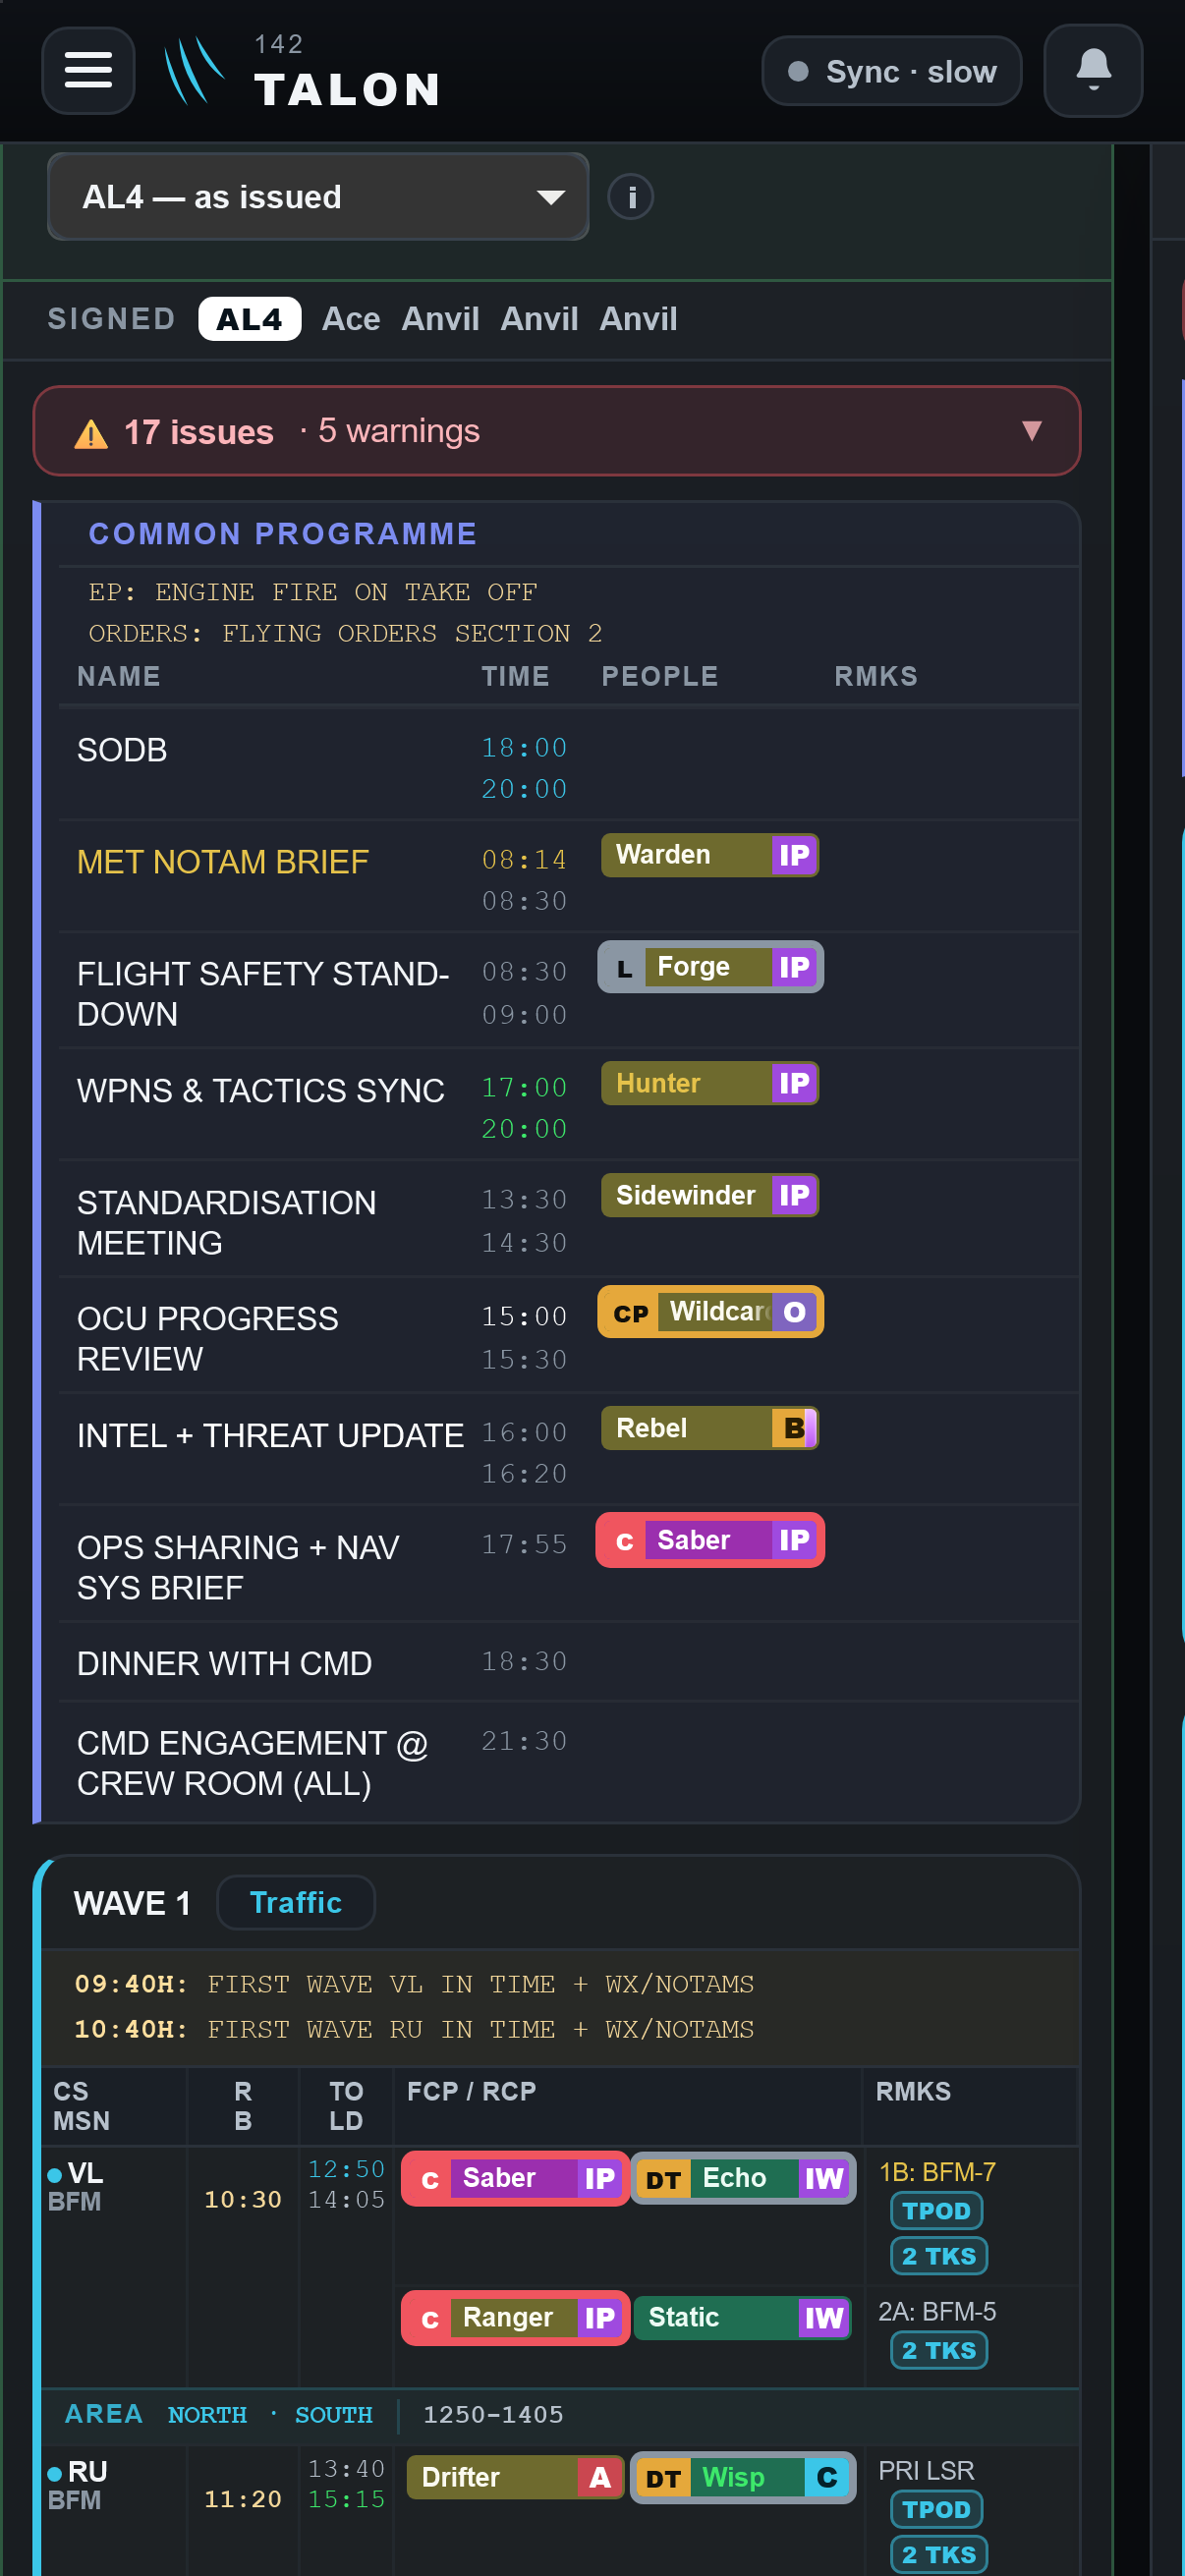 142
TALON
Sync · slow
AL4 — as issued
i
SIGNED AL4 Ace Anvil Anvil Anvil
17 issues · 5 warnings
COMMON PROGRAMME
EP: ENGINE FIRE ON TAKE OFF
ORDERS: FLYING ORDERS SECTION 2
NAME TIME PEOPLE RMKS
SODB 18:00
20:00
MET NOTAM BRIEF 08:14 Warden IP
08:30
FLIGHT SAFETY STAND- 08:30 L Forge IP
DOWN 09:00
WPNS & TACTICS SYNC 17:00 Hunter IP
20:00
STANDARDISATION 13:30 Sidewinder IP
MEETING 14:30
OCU PROGRESS 15:00 CP Wildcar O
REVIEW 15:30
INTEL + THREAT UPDATE 16:00 Rebel B
16:20
OPS SHARING + NAV 17:55 C Saber IP
SYS BRIEF
DINNER WITH CMD 18:30
CMD ENGAGEMENT @ 21:30
CREW ROOM (ALL)
WAVE 1 Traffic
09:40H: FIRST WAVE VL IN TIME + WX/NOTAMS
10:40H: FIRST WAVE RU IN TIME + WX/NOTAMS
CS R TO FCP / RCP RMKS
MSN B LD
VL 12:50 C Saber IP DT Echo IW 1B: BFM-7
BFM 10:30 14:05 TPOD
2 TKS
C Ranger IP Static IW 2A: BFM-5
2 TKS
AREA NORTH · SOUTH 1250-1405
RU 13:40 Drifter A DT Wisp C PRI LSR
BFM 11:20 15:15 TPOD
2 TKS